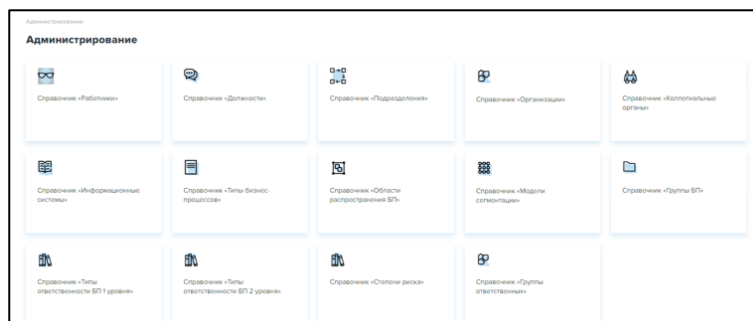 Администрирование
Администрирование
Справочник «Работники»
Справочник «Должности»
Справочник «Подразделения»
Справочник «Организации»
Справочник «Коллегиальные
органы»
Справочник «Информационные
системы»
Справочник «Типы бизнес-
процессов»
Справочник «Области
распространения БП»
Справочник «Модели
сегментации»
Справочник «Группы БП»
Справочник «Типы
ответственности БП 1 уровня»
Справочник «Типы
ответственности БП 2 уровня»
Справочник «Степени риска»
Справочник «Группы
ответственных»